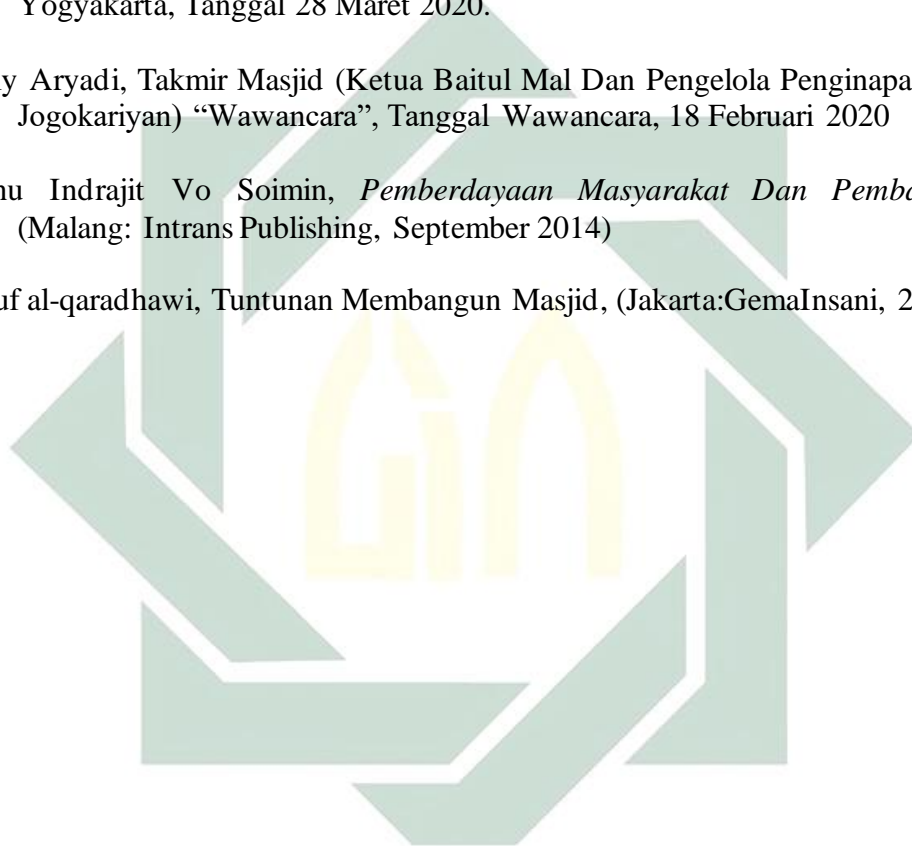 Yogyakarta, Tanggal 28 Maret 2020.
y Aryadi, Takmir Masjid (Ketua Baitul Mal Dan Pengelola Penginapa
Jogokariyan) “Wawancara”, Tanggal Wawancara, 18 Februari 2020
nu Indrajit Vo Soimin, Pemberdayaan Masyarakat Dan Pemba
(Malang: Intrans Publishing, September 2014)
uf al-qaradhawi, Tuntunan Membangun Masjid, (Jakarta:GemaInsani, 2